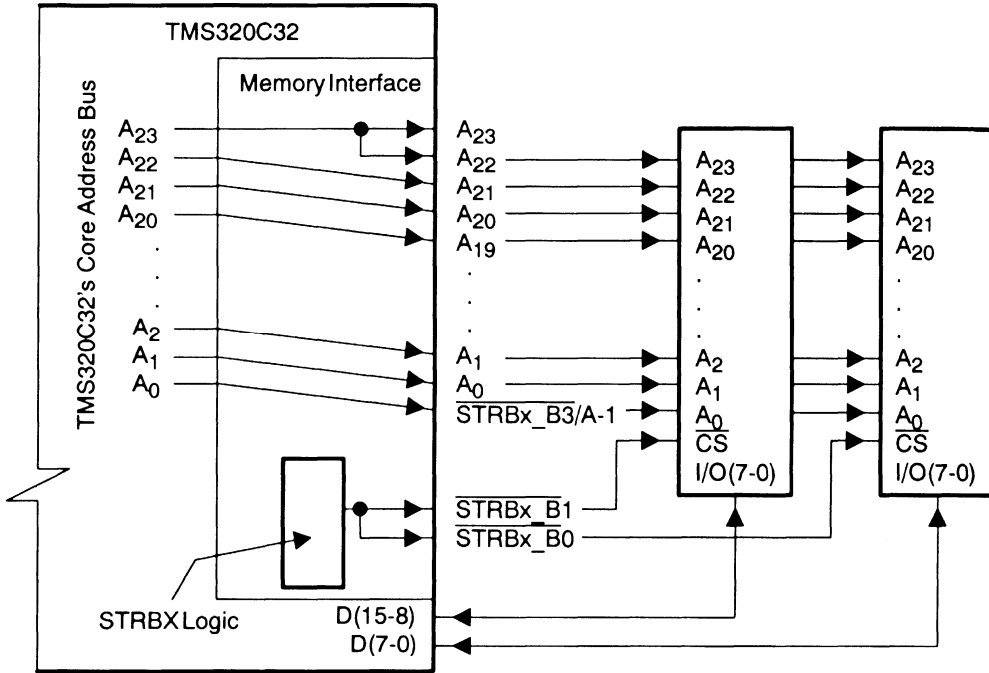 TMS320C32
TMS320C32's Core Address Bus
Memory Interface
A23
A22
A21
A20
.
.
.
A2
A1
A0
STRBX Logic
D(15-8)
D(7-0)
A23
A22
A21
A20
A19
.
.
.
A1
A0
STRBx_B3/A-1
STRBx_B1
STRBx_B0
A23
A22
A21
A20
.
.
.
A2
A1
A0
CS
I/O(7-0)
A23
A22
A21
A20
.
.
.
A2
A1
A0
CS
I/O(7-0)